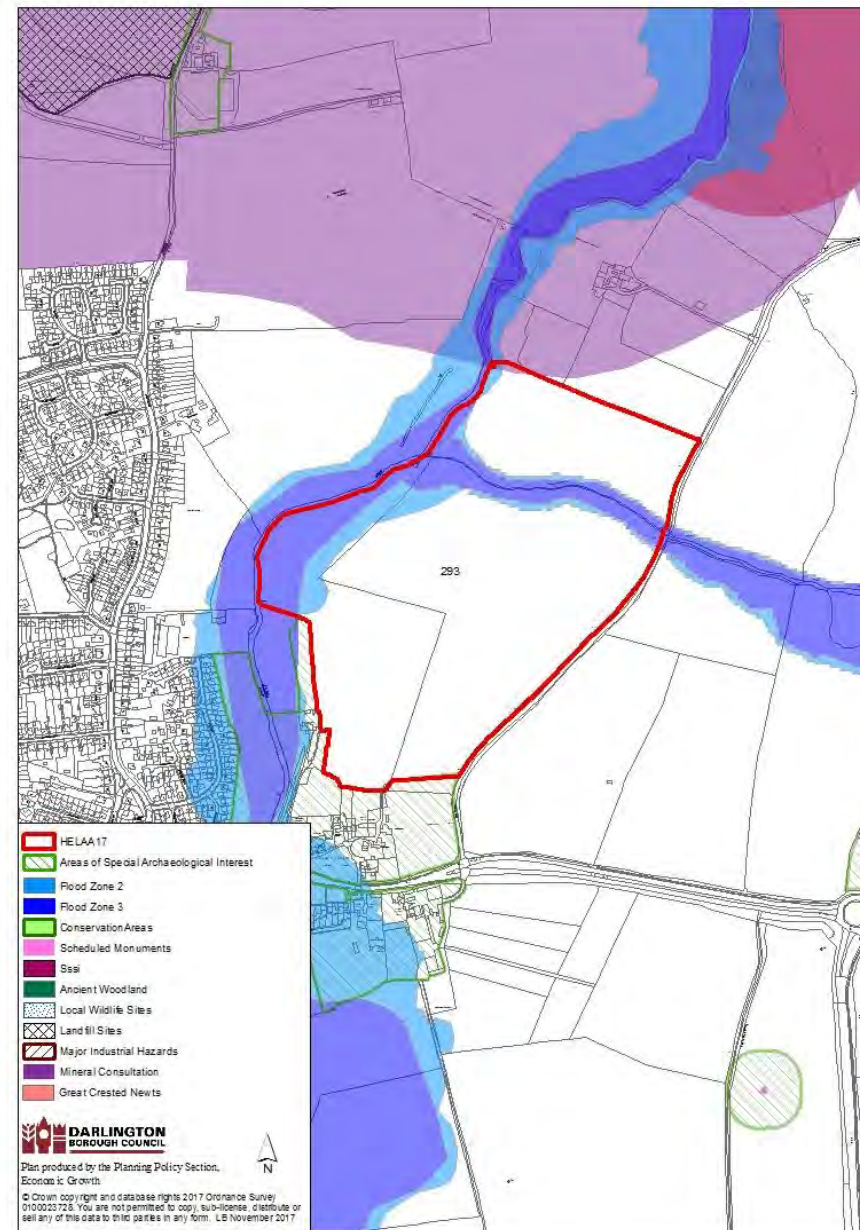 293
HELAA17
Areas of Special Archaeological Interest
Flood Zone 2
Flood Zone 3
Conservation Areas
Scheduled Monuments
Sssi
Ancient Woodland
Local Wildlife Sites
Landfill Sites
Major Industrial Hazards
Mineral Consultation
Great Crested Newts
DARLINGTON
BOROUGH COUNCIL
N
Plan produced by the Planning Policy Section,
Economic Growth
© Crown copyright and database rights 2017 Ordnance Survey
0100023728. You are not permitted to copy, sub-license, distribute or
sell any of this data to third parties in any form. LB November 2017